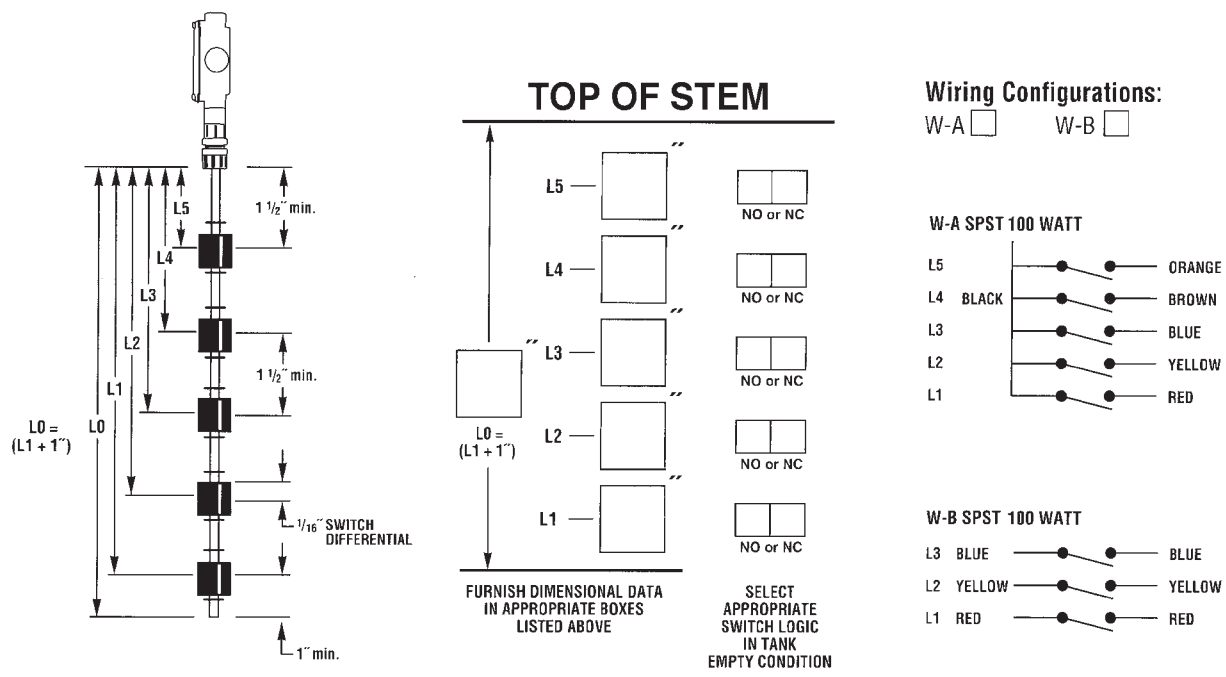 L5
1 1/2″ min.
L4
L3
L2
1 1/2″ min.
L1
L0 =
(L1 + 1″)
L0
1/16″ SWITCH
DIFFERENTIAL
1″ min.
TOP OF STEM
L5 ″
NO or NC
L4 ″
NO or NC
L3 ″
NO or NC
″
L0 =
(L1 + 1″)
L2 ″
NO or NC
L1 ″
NO or NC
FURNISH DIMENSIONAL DATA
IN APPROPRIATE BOXES
LISTED ABOVE
SELECT
APPROPRIATE
SWITCH LOGIC
IN TANK
EMPTY CONDITION
Wiring Configurations:
W-A W-B
W-A SPST 100 WATT
L5 ORANGE
L4 BLACK BROWN
L3 BLUE
L2 YELLOW
L1 RED
W-B SPST 100 WATT
L3 BLUE BLUE
L2 YELLOW YELLOW
L1 RED RED